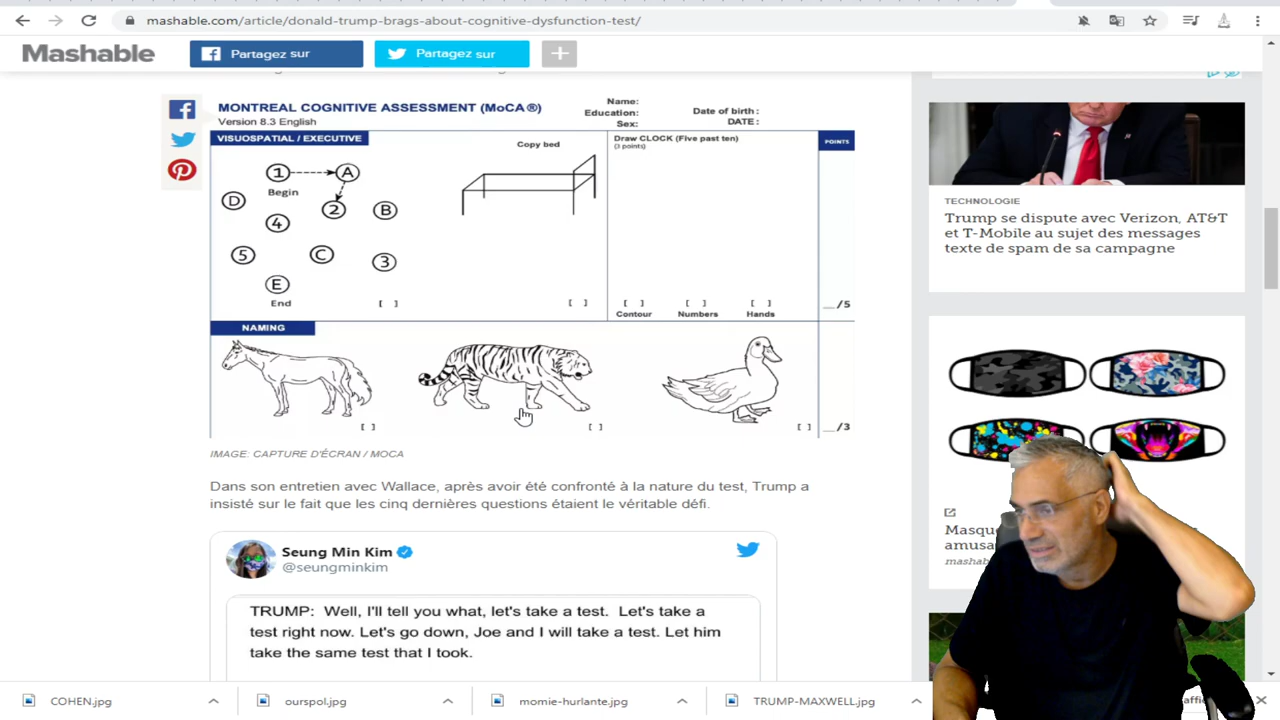 mashable.com/article/donald-trump-brags-about-cognitive-dysfunction-test/
Mashable
Partagez sur
Partagez sur
MONTREAL COGNITIVE ASSESSMENT (MoCA®)
Version 8.3 English
Name:
Education:
Sex:
Date of birth :
DATE :
VISUOSPATIAL / EXECUTIVE
Copy bed
Draw CLOCK (Five past ten)
(3 points)
POINTS
1 A
Begin
D 2 B
4
5 C 3
E
End
[ ] [ ] [ ] [ ] [ ]
Contour Numbers Hands
__/5
NAMING
[ ] [ ] [ ] __/3
IMAGE: CAPTURE D'ÉCRAN / MOCA
Dans son entretien avec Wallace, après avoir été confronté à la nature du test, Trump a
insisté sur le fait que les cinq dernières questions étaient le véritable défi.
Seung Min Kim
@seungminkim
TRUMP: Well, I'll tell you what, let's take a test. Let's take a
test right now. Let's go down, Joe and I will take a test. Let him
take the same test that I took.
TECHNOLOGIE
Trump se dispute avec Verizon, AT&T
et T-Mobile au sujet des messages
texte de spam de sa campagne
COHEN.jpg
ourspol.jpg
momie-hurlante.jpg
TRUMP-MAXWELL.jpg